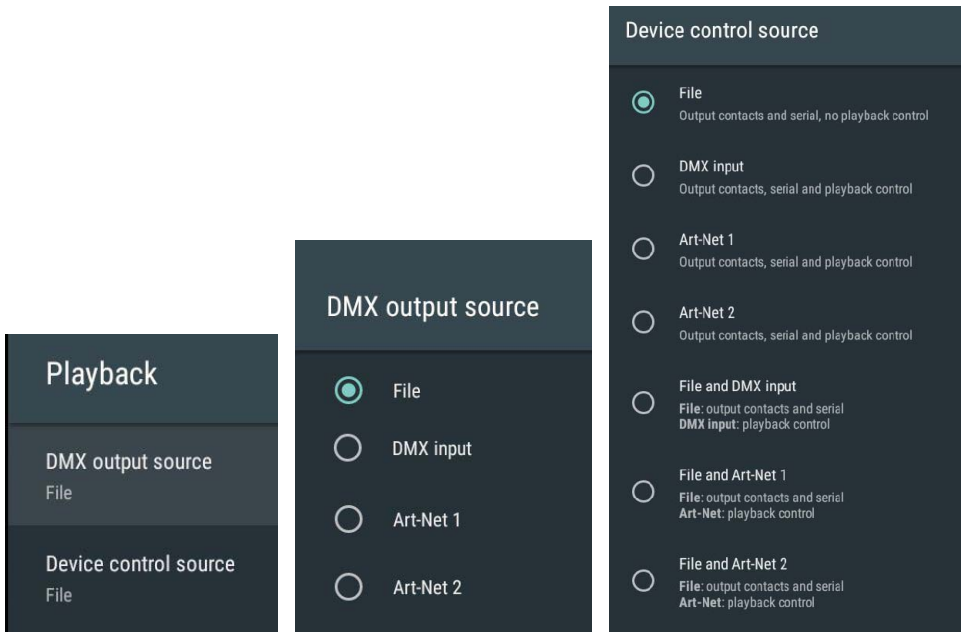 Playback
DMX output source
File
Device control source
File
DMX output source
File
DMX input
Art-Net 1
Art-Net 2
Device control source
File
Output contacts and serial, no playback control
DMX input
Output contacts, serial and playback control
Art-Net 1
Output contacts, serial and playback control
Art-Net 2
Output contacts, serial and playback control
File and DMX input
File: output contacts and serial
DMX input: playback control
File and Art-Net 1
File: output contacts and serial
Art-Net: playback control
File and Art-Net 2
File: output contacts and serial
Art-Net: playback control